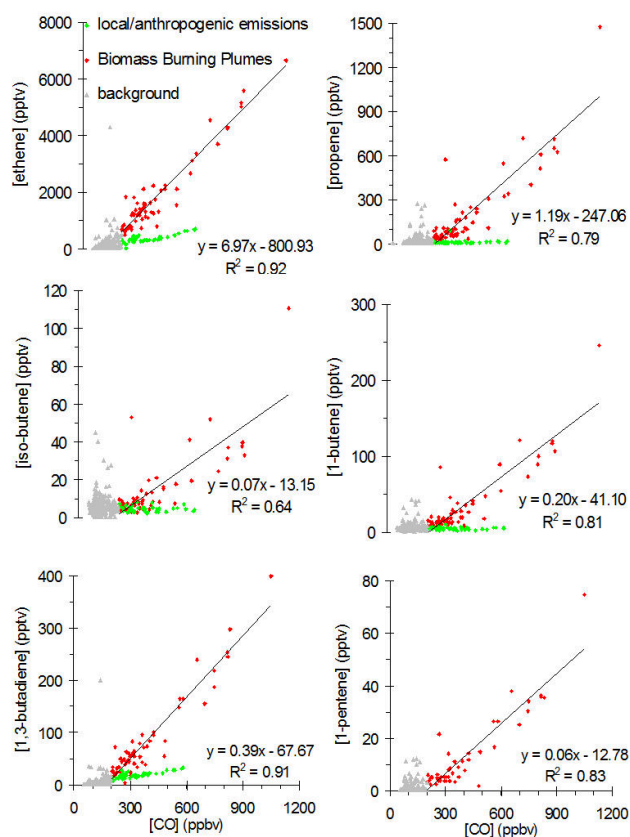 local/anthropogenic emissions
Biomass Burning Plumes
background
[ethene] (pptv)
8000
6000
4000
2000
0
y = 6.97x - 800.93
R² = 0.92
[propene] (pptv)
1500
1200
900
600
300
0
y = 1.19x - 247.06
R² = 0.79
[iso-butene] (pptv)
120
100
80
60
40
20
0
y = 0.07x - 13.15
R² = 0.64
[1-butene] (pptv)
300
200
100
0
y = 0.20x - 41.10
R² = 0.81
[1,3-butadiene] (pptv)
400
300
200
100
0
y = 0.39x - 67.67
R² = 0.91
0 300 600 900 1200
[CO] (ppbv)
[1-pentene] (pptv)
80
60
40
20
0
y = 0.06x - 12.78
R² = 0.83
0 300 600 900 1200
[CO] (ppbv)